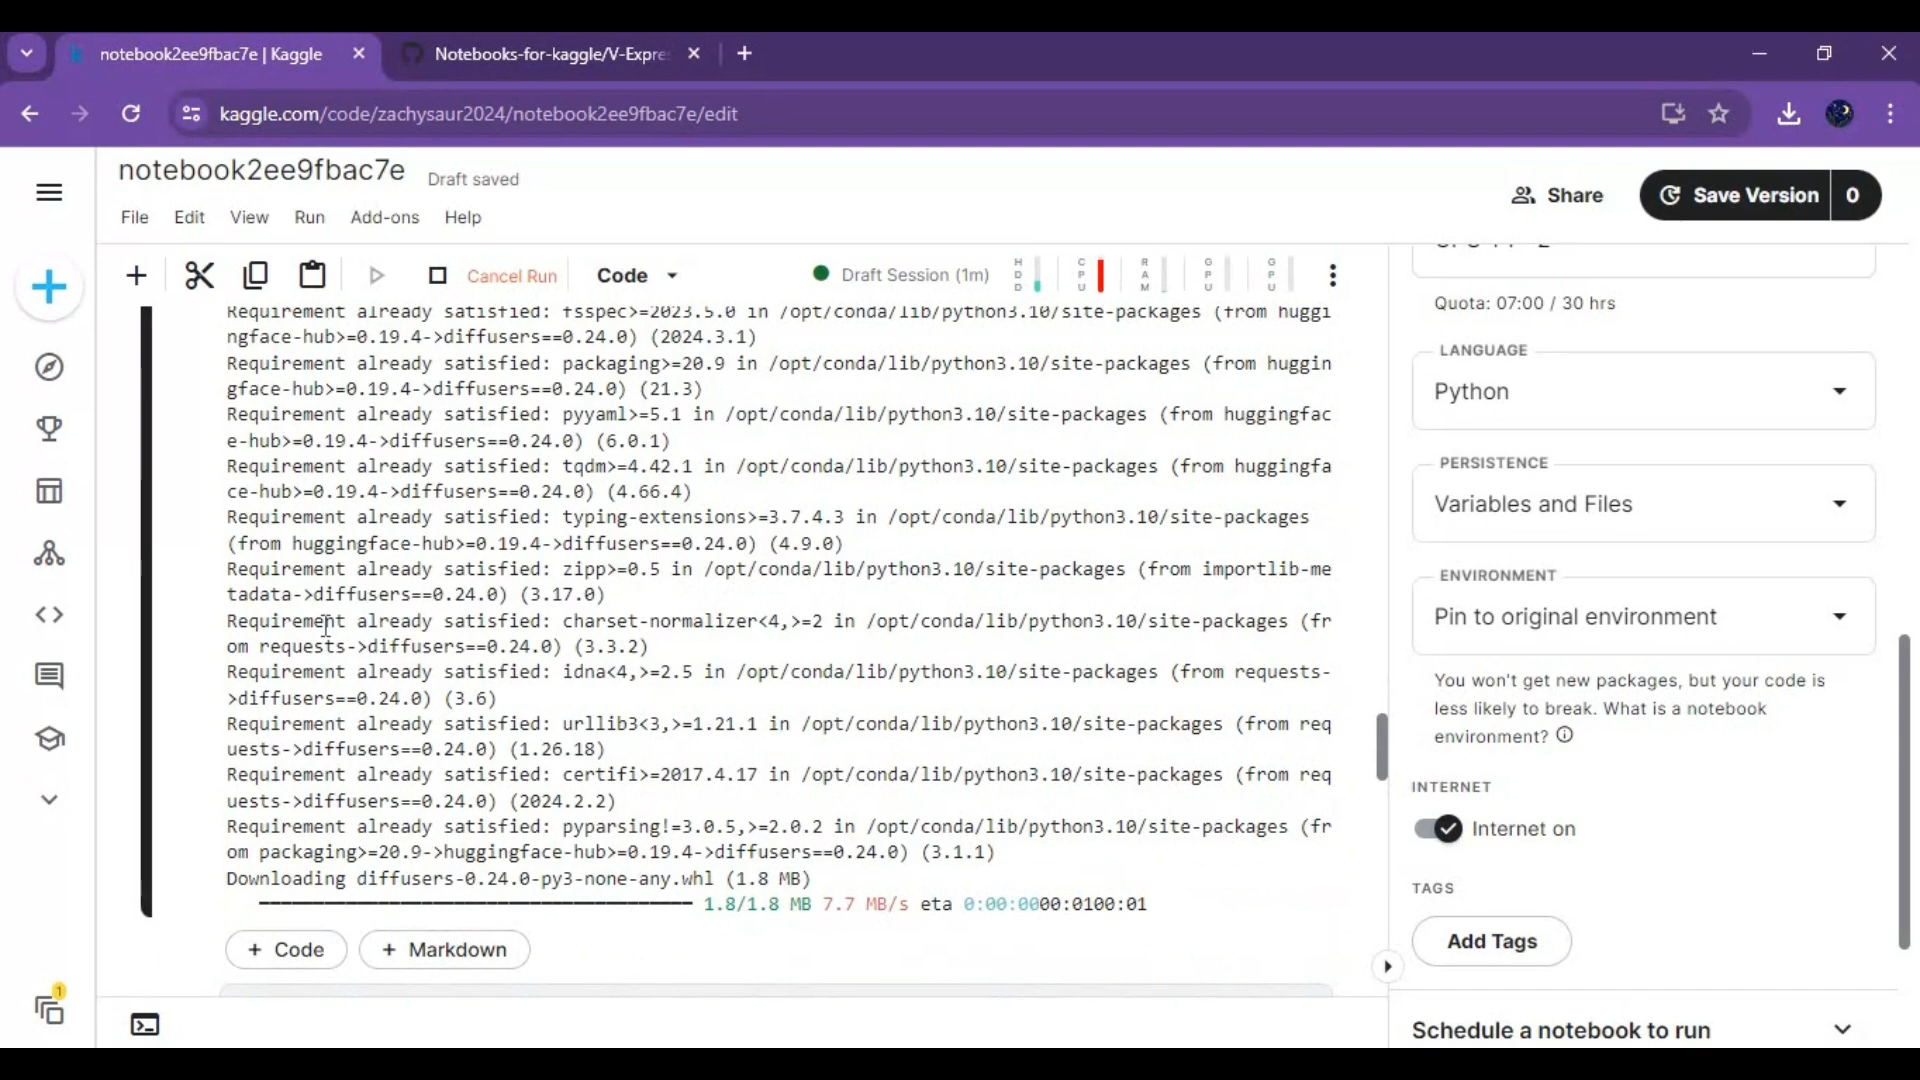 notebook2ee9fbac7e | Kaggle
Notebooks-for-kaggle/V-Expre
kaggle.com/code/zachysaur2024/notebook2ee9fbac7e/edit
notebook2ee9fbac7e
Draft saved
File Edit View Run Add-ons Help
Share
Save Version
0
Cancel Run
Code
Draft Session (1m)
HDD
CPU
RAM
GPU
GPU
Requirement already satisfied: fsspec>=2023.5.0 in /opt/conda/lib/python3.10/site-packages (from huggi
ngface-hub>=0.19.4->diffusers==0.24.0) (2024.3.1)
Requirement already satisfied: packaging>=20.9 in /opt/conda/lib/python3.10/site-packages (from huggin
gface-hub>=0.19.4->diffusers==0.24.0) (21.3)
Requirement already satisfied: pyyaml>=5.1 in /opt/conda/lib/python3.10/site-packages (from huggingfac
e-hub>=0.19.4->diffusers==0.24.0) (6.0.1)
Requirement already satisfied: tqdm>=4.42.1 in /opt/conda/lib/python3.10/site-packages (from huggingfa
ce-hub>=0.19.4->diffusers==0.24.0) (4.66.4)
Requirement already satisfied: typing-extensions>=3.7.4.3 in /opt/conda/lib/python3.10/site-packages
(from huggingface-hub>=0.19.4->diffusers==0.24.0) (4.9.0)
Requirement already satisfied: zipp>=0.5 in /opt/conda/lib/python3.10/site-packages (from importlib-me
tadata->diffusers==0.24.0) (3.17.0)
Requirement already satisfied: charset-normalizer<4,>=2 in /opt/conda/lib/python3.10/site-packages (fr
om requests->diffusers==0.24.0) (3.3.2)
Requirement already satisfied: idna<4,>=2.5 in /opt/conda/lib/python3.10/site-packages (from requests-
>diffusers==0.24.0) (3.6)
Requirement already satisfied: urllib3<3,>=1.21.1 in /opt/conda/lib/python3.10/site-packages (from req
uests->diffusers==0.24.0) (1.26.18)
Requirement already satisfied: certifi>=2017.4.17 in /opt/conda/lib/python3.10/site-packages (from req
uests->diffusers==0.24.0) (2024.2.2)
Requirement already satisfied: pyparsing!=3.0.5,>=2.0.2 in /opt/conda/lib/python3.10/site-packages (fr
om packaging>=20.9->huggingface-hub>=0.19.4->diffusers==0.24.0) (3.1.1)
Downloading diffusers-0.24.0-py3-none-any.whl (1.8 MB)
1.8/1.8 MB 7.7 MB/s eta 0:00:0000:0100:01
+ Code
+ Markdown
Quota: 07:00 / 30 hrs
LANGUAGE
Python
PERSISTENCE
Variables and Files
ENVIRONMENT
Pin to original environment
You won't get new packages, but your code is
less likely to break. What is a notebook
environment?
INTERNET
Internet on
TAGS
Add Tags
Schedule a notebook to run
1